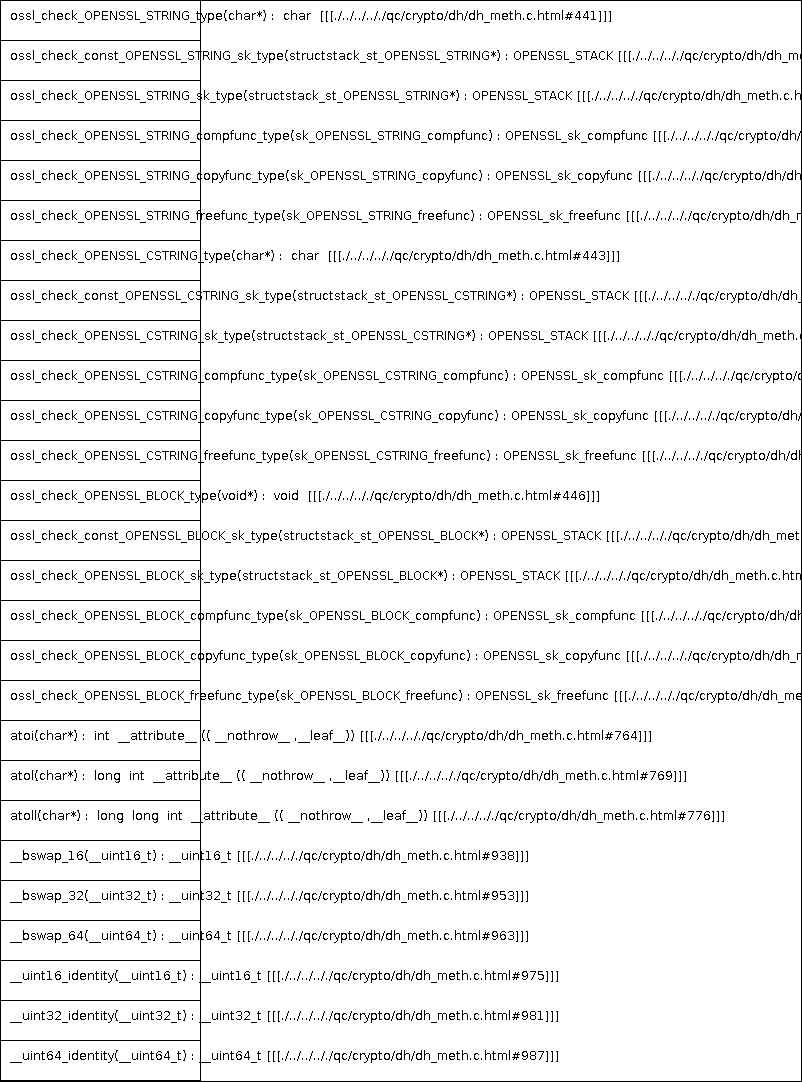 ossl_check_OPENSSL_STRING_type(char*) : char [[[./../../.././qc/crypto/dh/dh_meth.c.html#441]]]
ossl_check_const_OPENSSL_STRING_sk_type(structstack_st_OPENSSL_STRING*) : OPENSSL_STACK [[[./../../.././qc/crypto/dh/dh_m
ossl_check_OPENSSL_STRING_sk_type(structstack_st_OPENSSL_STRING*) : OPENSSL_STACK [[[./../../.././qc/crypto/dh/dh_meth.c.h
ossl_check_OPENSSL_STRING_compfunc_type(sk_OPENSSL_STRING_compfunc) : OPENSSL_sk_compfunc [[[./../../.././qc/crypto/dh/
ossl_check_OPENSSL_STRING_copyfunc_type(sk_OPENSSL_STRING_copyfunc) : OPENSSL_sk_copyfunc [[[./../../.././qc/crypto/dh/dh
ossl_check_OPENSSL_STRING_freefunc_type(sk_OPENSSL_STRING_freefunc) : OPENSSL_sk_freefunc [[[./../../.././qc/crypto/dh/dh_m
ossl_check_OPENSSL_CSTRING_type(char*) : char [[[./../../.././qc/crypto/dh/dh_meth.c.html#443]]]
ossl_check_const_OPENSSL_CSTRING_sk_type(structstack_st_OPENSSL_CSTRING*) : OPENSSL_STACK [[[./../../.././qc/crypto/dh/dh_
ossl_check_OPENSSL_CSTRING_sk_type(structstack_st_OPENSSL_CSTRING*) : OPENSSL_STACK [[[./../../.././qc/crypto/dh/dh_meth.c
ossl_check_OPENSSL_CSTRING_compfunc_type(sk_OPENSSL_CSTRING_compfunc) : OPENSSL_sk_compfunc [[[./../../.././qc/crypto/d
ossl_check_OPENSSL_CSTRING_copyfunc_type(sk_OPENSSL_CSTRING_copyfunc) : OPENSSL_sk_copyfunc [[[./../../.././qc/crypto/dh/
ossl_check_OPENSSL_CSTRING_freefunc_type(sk_OPENSSL_CSTRING_freefunc) : OPENSSL_sk_freefunc [[[./../../.././qc/crypto/dh/dh
ossl_check_OPENSSL_BLOCK_type(void*) : void [[[./../../.././qc/crypto/dh/dh_meth.c.html#446]]]
ossl_check_const_OPENSSL_BLOCK_sk_type(structstack_st_OPENSSL_BLOCK*) : OPENSSL_STACK [[[./../../.././qc/crypto/dh/dh_meth
ossl_check_OPENSSL_BLOCK_sk_type(structstack_st_OPENSSL_BLOCK*) : OPENSSL_STACK [[[./../../.././qc/crypto/dh/dh_meth.c.htm
ossl_check_OPENSSL_BLOCK_compfunc_type(sk_OPENSSL_BLOCK_compfunc) : OPENSSL_sk_compfunc [[[./../../.././qc/crypto/dh/dh
ossl_check_OPENSSL_BLOCK_copyfunc_type(sk_OPENSSL_BLOCK_copyfunc) : OPENSSL_sk_copyfunc [[[./../../.././qc/crypto/dh/dh_m
ossl_check_OPENSSL_BLOCK_freefunc_type(sk_OPENSSL_BLOCK_freefunc) : OPENSSL_sk_freefunc [[[./../../.././qc/crypto/dh/dh_me
atoi(char*) : int __attribute__ (( __nothrow__ ,__leaf__)) [[[./../../.././qc/crypto/dh/dh_meth.c.html#764]]]
atol(char*) : long int __attribute__ (( __nothrow__ ,__leaf__)) [[[./../../.././qc/crypto/dh/dh_meth.c.html#769]]]
atoll(char*) : long long int __attribute__ (( __nothrow__ ,__leaf__)) [[[./../../.././qc/crypto/dh/dh_meth.c.html#776]]]
__bswap_16(__uint16_t) : __uint16_t [[[./../../.././qc/crypto/dh/dh_meth.c.html#938]]]
__bswap_32(__uint32_t) : __uint32_t [[[./../../.././qc/crypto/dh/dh_meth.c.html#953]]]
__bswap_64(__uint64_t) : __uint64_t [[[./../../.././qc/crypto/dh/dh_meth.c.html#963]]]
__uint16_identity(__uint16_t) : __uint16_t [[[./../../.././qc/crypto/dh/dh_meth.c.html#975]]]
__uint32_identity(__uint32_t) : __uint32_t [[[./../../.././qc/crypto/dh/dh_meth.c.html#981]]]
__uint64_identity(__uint64_t) : __uint64_t [[[./../../.././qc/crypto/dh/dh_meth.c.html#987]]]